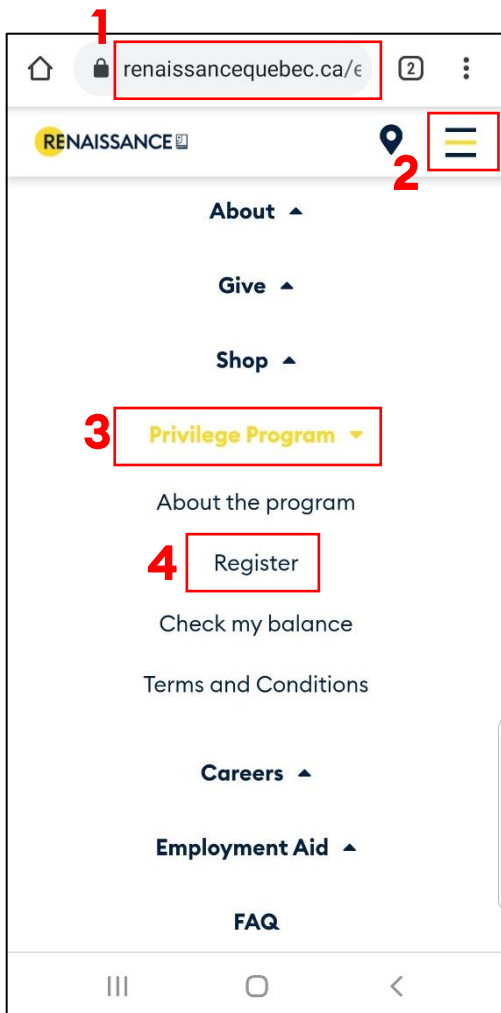 1
renaissancequebec.ca/e
2
RENAISSANCE
2
About
Give
Shop
3
Privilege Program
About the program
4
Register
Check my balance
Terms and Conditions
Careers
Employment Aid
FAQ